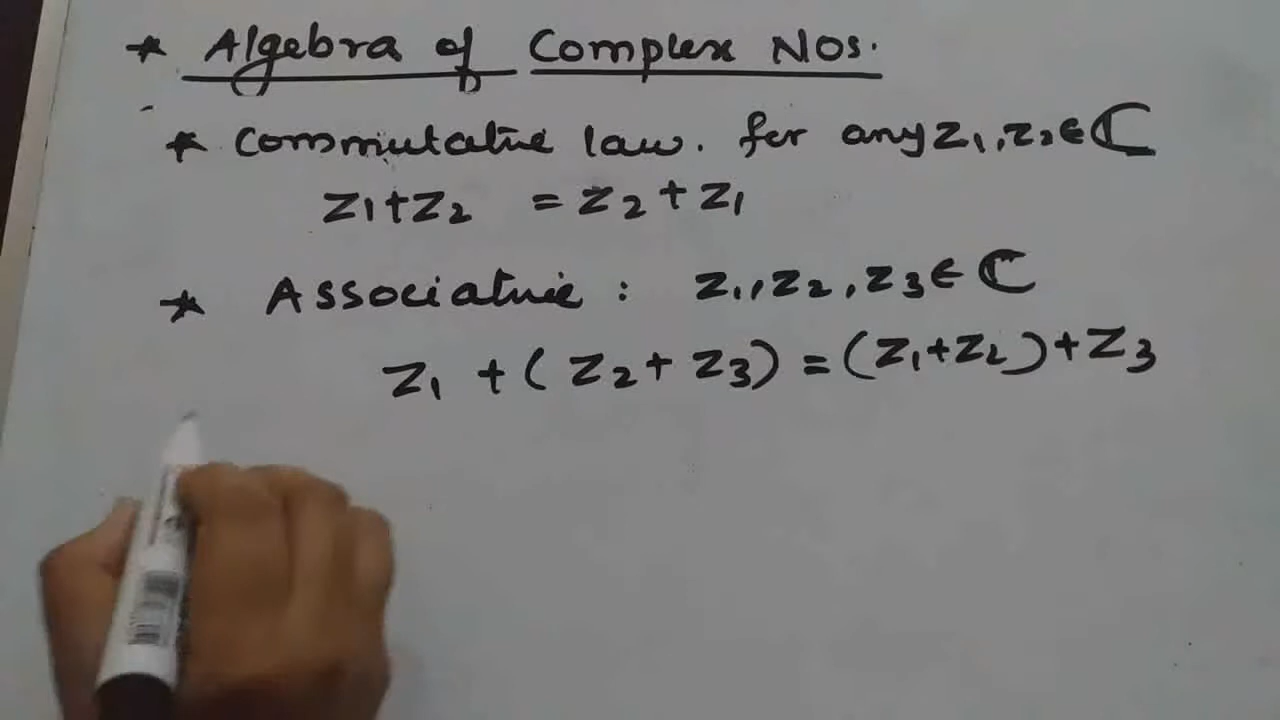 * Algebra of Complex Nos.
* Commutative law. for any z₁, z₂ ∈ ℂ
z₁+z₂ = z₂+z₁
* Associative : z₁, z₂, z₃ ∈ ℂ
z₁ + (z₂ + z₃) = (z₁+z₂)+z₃